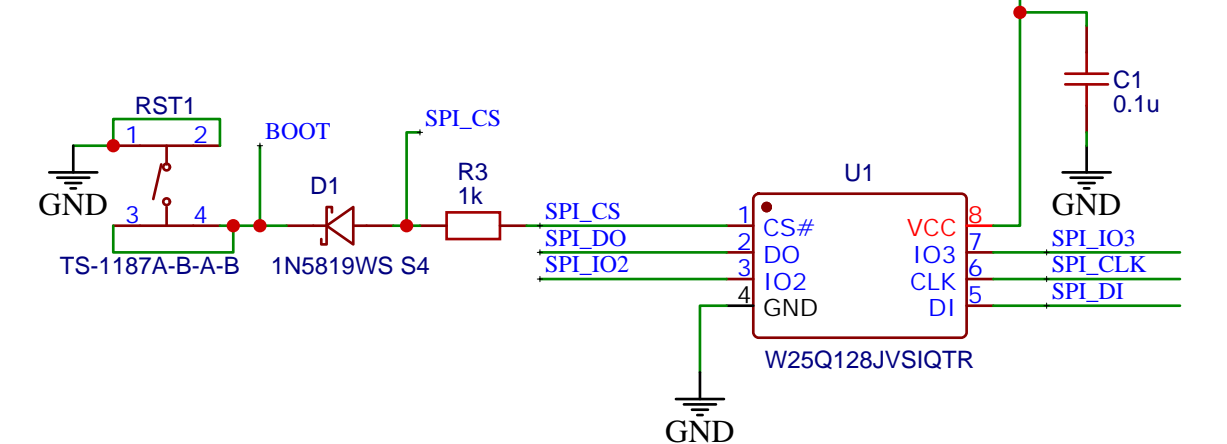 C1
0.1u
GND
RST1
1 2
3 4
TS-1187A-B-A-B
GND
BOOT
D1
1N5819WS S4
SPI_CS
R3
1k
SPI_CS
SPI_DO
SPI_IO2
U1
1 CS#
2 DO
3 IO2
4 GND
VCC 8
IO3 7
CLK 6
DI 5
W25Q128JVSIQTR
SPI_IO3
SPI_CLK
SPI_DI
GND